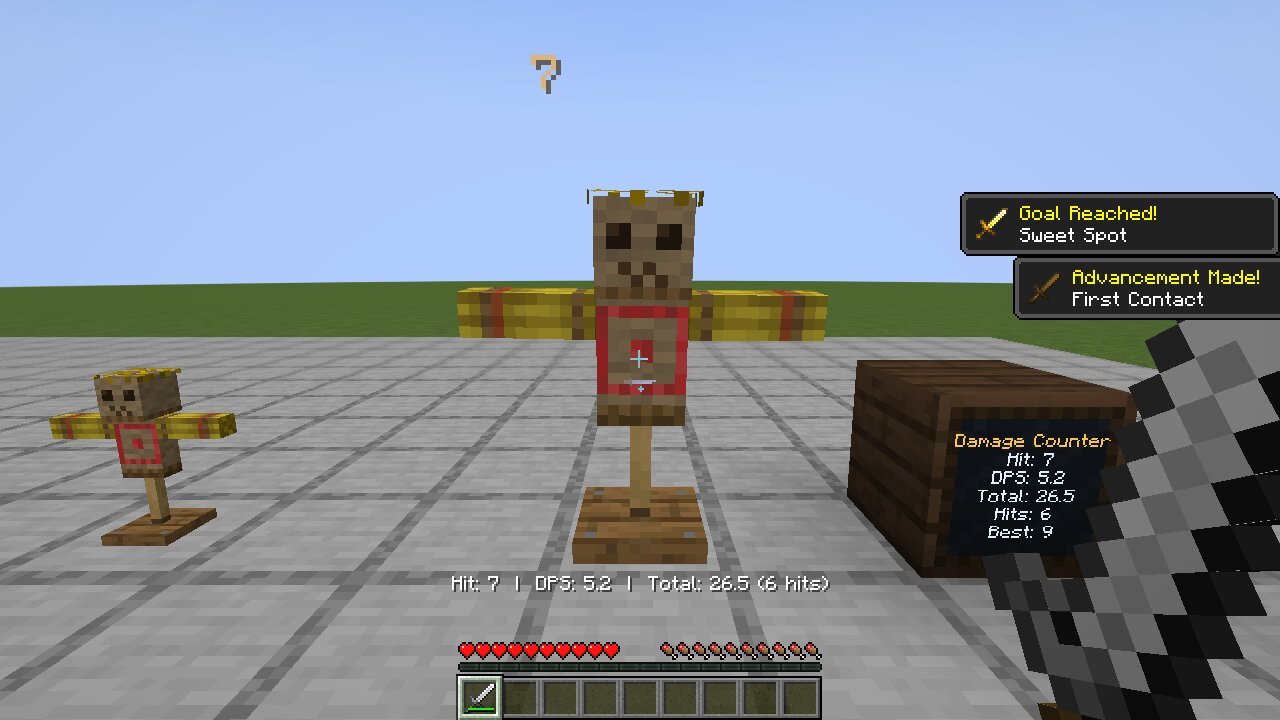 ?
Goal Reached!
Sweet Spot
Advancement Made!
First Contact
Damage Counter
Hit: 7
DPS: 5.2
Total: 26.5
Hits: 6
Best: 9
Hit: 7 | DPS: 5.2 | Total: 26.5 (6 hits)